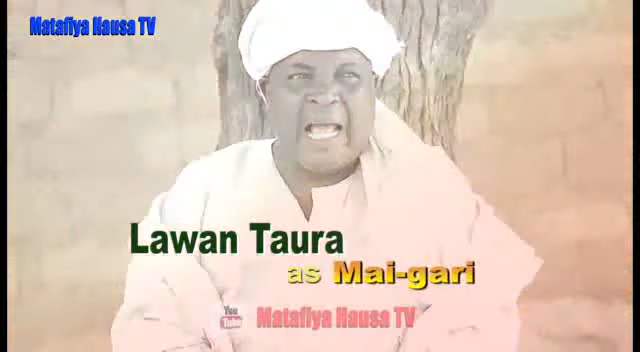 Matafiya Hausa TV
Lawan Taura
as Mai-gari
You Tube Matafiya Hausa TV